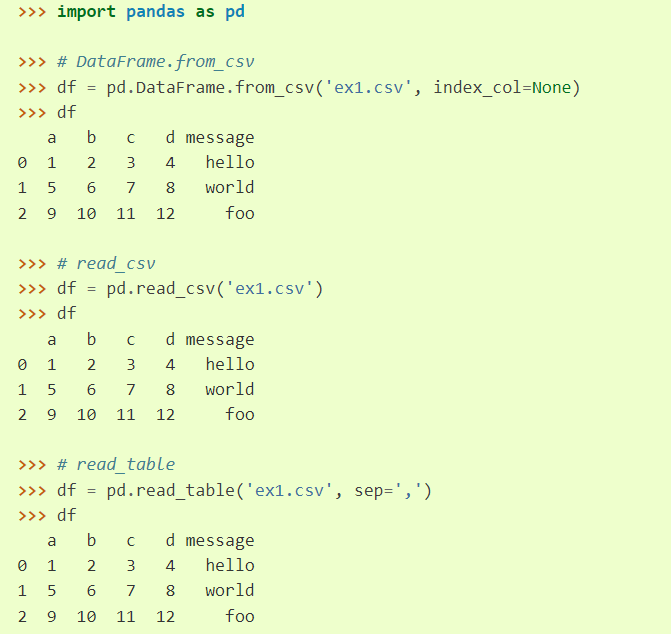 >>> import pandas as pd
>>> # DataFrame.from_csv
>>> df = pd.DataFrame.from_csv('ex1.csv', index_col=None)
>>> df
   a   b   c   d message
0  1   2   3   4   hello
1  5   6   7   8   world
2  9  10  11  12     foo
>>> # read_csv
>>> df = pd.read_csv('ex1.csv')
>>> df
   a   b   c   d message
0  1   2   3   4   hello
1  5   6   7   8   world
2  9  10  11  12     foo
>>> # read_table
>>> df = pd.read_table('ex1.csv', sep=',')
>>> df
   a   b   c   d message
0  1   2   3   4   hello
1  5   6   7   8   world
2  9  10  11  12     foo